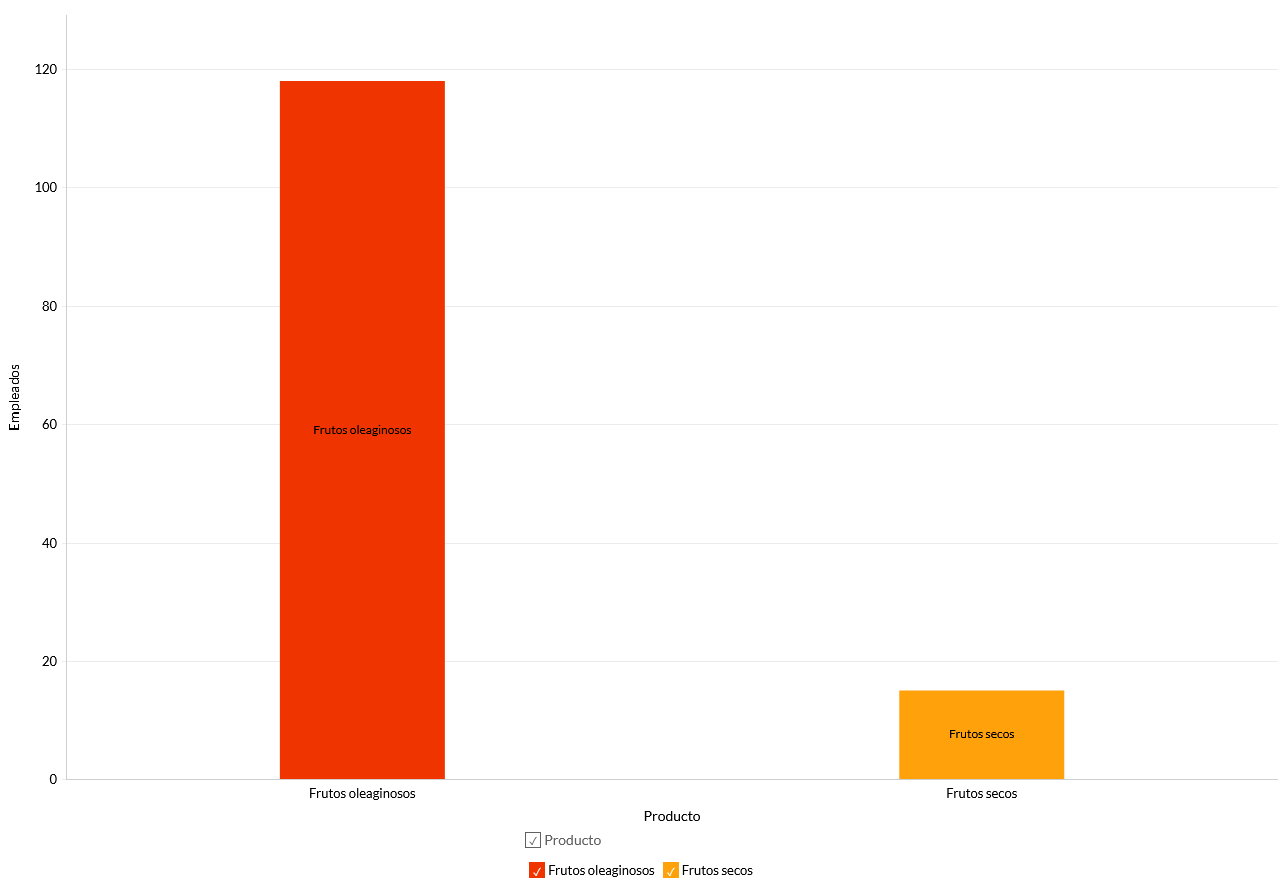 120
100
80
60
40
20
0
Empleados
Frutos oleaginosos
Frutos secos
Frutos oleaginosos
Frutos secos
Producto
✓ Producto
✓ Frutos oleaginosos ✓ Frutos secos